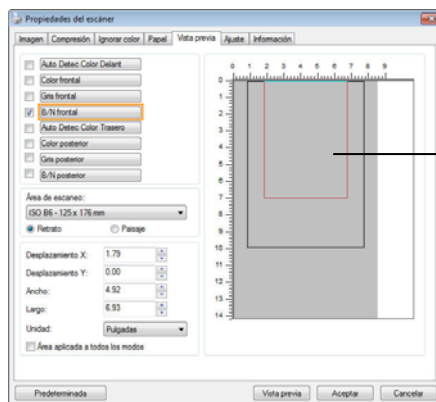 Propiedades del escáner
Imagen Compresión Ignorar color Papel Vista previa Ajuste Información
Auto Detec Color Delant
Color frontal
Gris frontal
B/N frontal
Auto Detec Color Trasero
Color posterior
Gris posterior
B/N posterior
Área de escaneo:
ISO B6 - 125 x 176 mm
Retrato Paisaje
Desplazamiento X: 1.79
Desplazamiento Y: 0.00
Ancho: 4.92
Largo: 6.93
Unidad: Pulgadas
Área aplicada a todos los modos
0 1 2 3 4 5 6 7 8 9
0
1
2
3
4
5
6
7
8
9
10
11
12
13
14
Predeterminada Vista previa Aceptar Cancelar